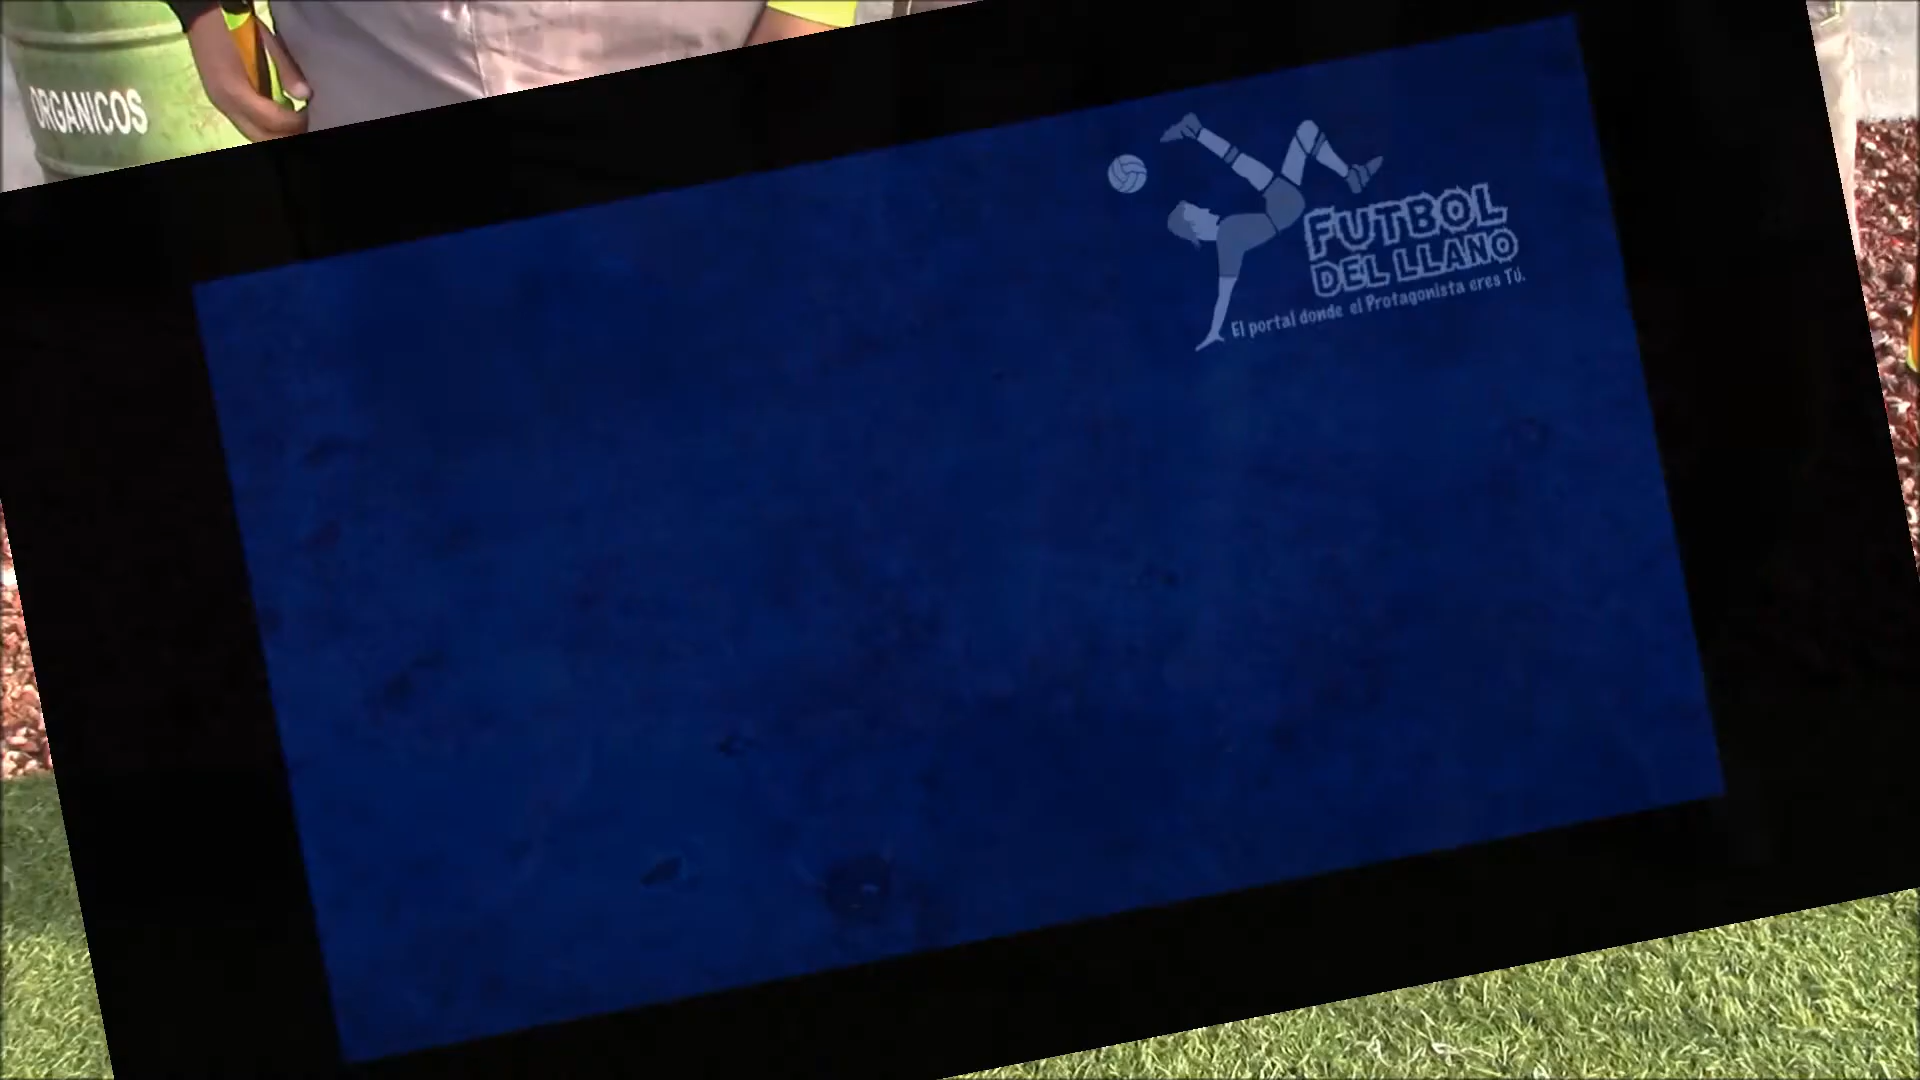 ORGANICOS
FUTBOL
DEL LLANO
El portal donde el Protagonista eres Tú.